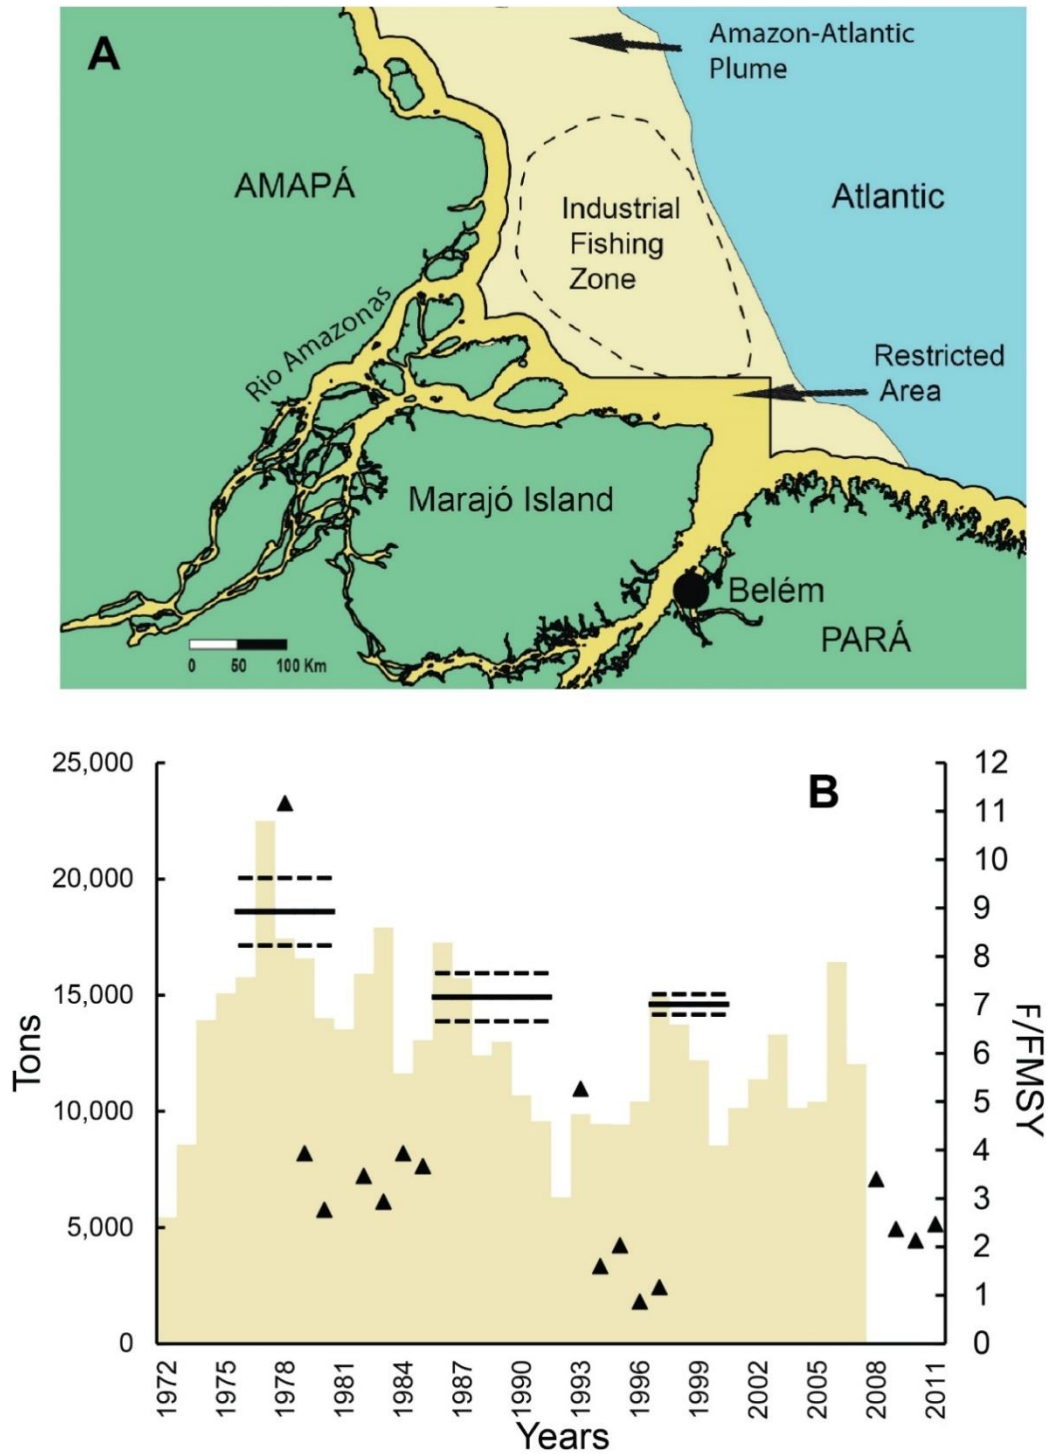 A
Amazon-Atlantic
Plume
AMAPÁ
Atlantic
Industrial
Fishing
Zone
Rio Amazonas
Restricted
Area
Marajó Island
Belém
PARÁ
0 50 100 Km
B
25,000
20,000
15,000
10,000
5,000
0
Tons
12
11
10
9
8
7
6
5
4
3
2
1
0
F/FMSY
1972
1975
1978
1981
1984
1987
1990
1993
1996
1999
2002
2005
2008
2011
Years